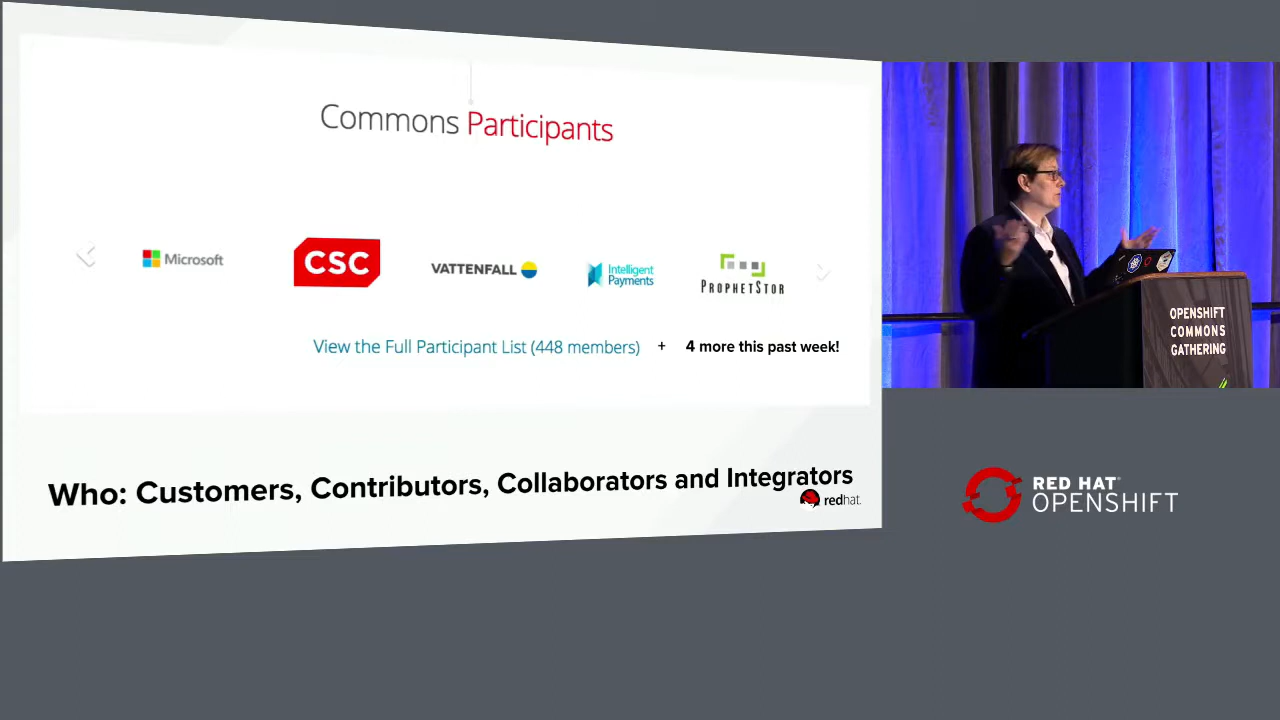 Commons Participants
Microsoft
CSC
VATTENFALL
Intelligent
Payments
PROPHETSTOR
View the Full Participant List (448 members) + 4 more this past week!
Who: Customers, Contributors, Collaborators and Integrators
redhat.
OPENSHIFT
COMMONS
GATHERING
RED HAT®
OPENSHIFT